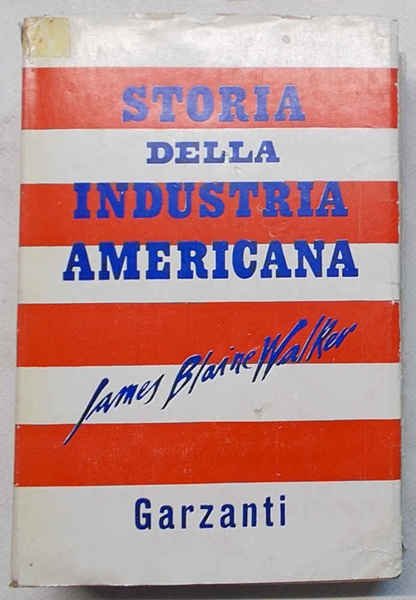 STORIA
DELLA
INDUSTRIA
AMERICANA
James Blaine Walker
Garzanti